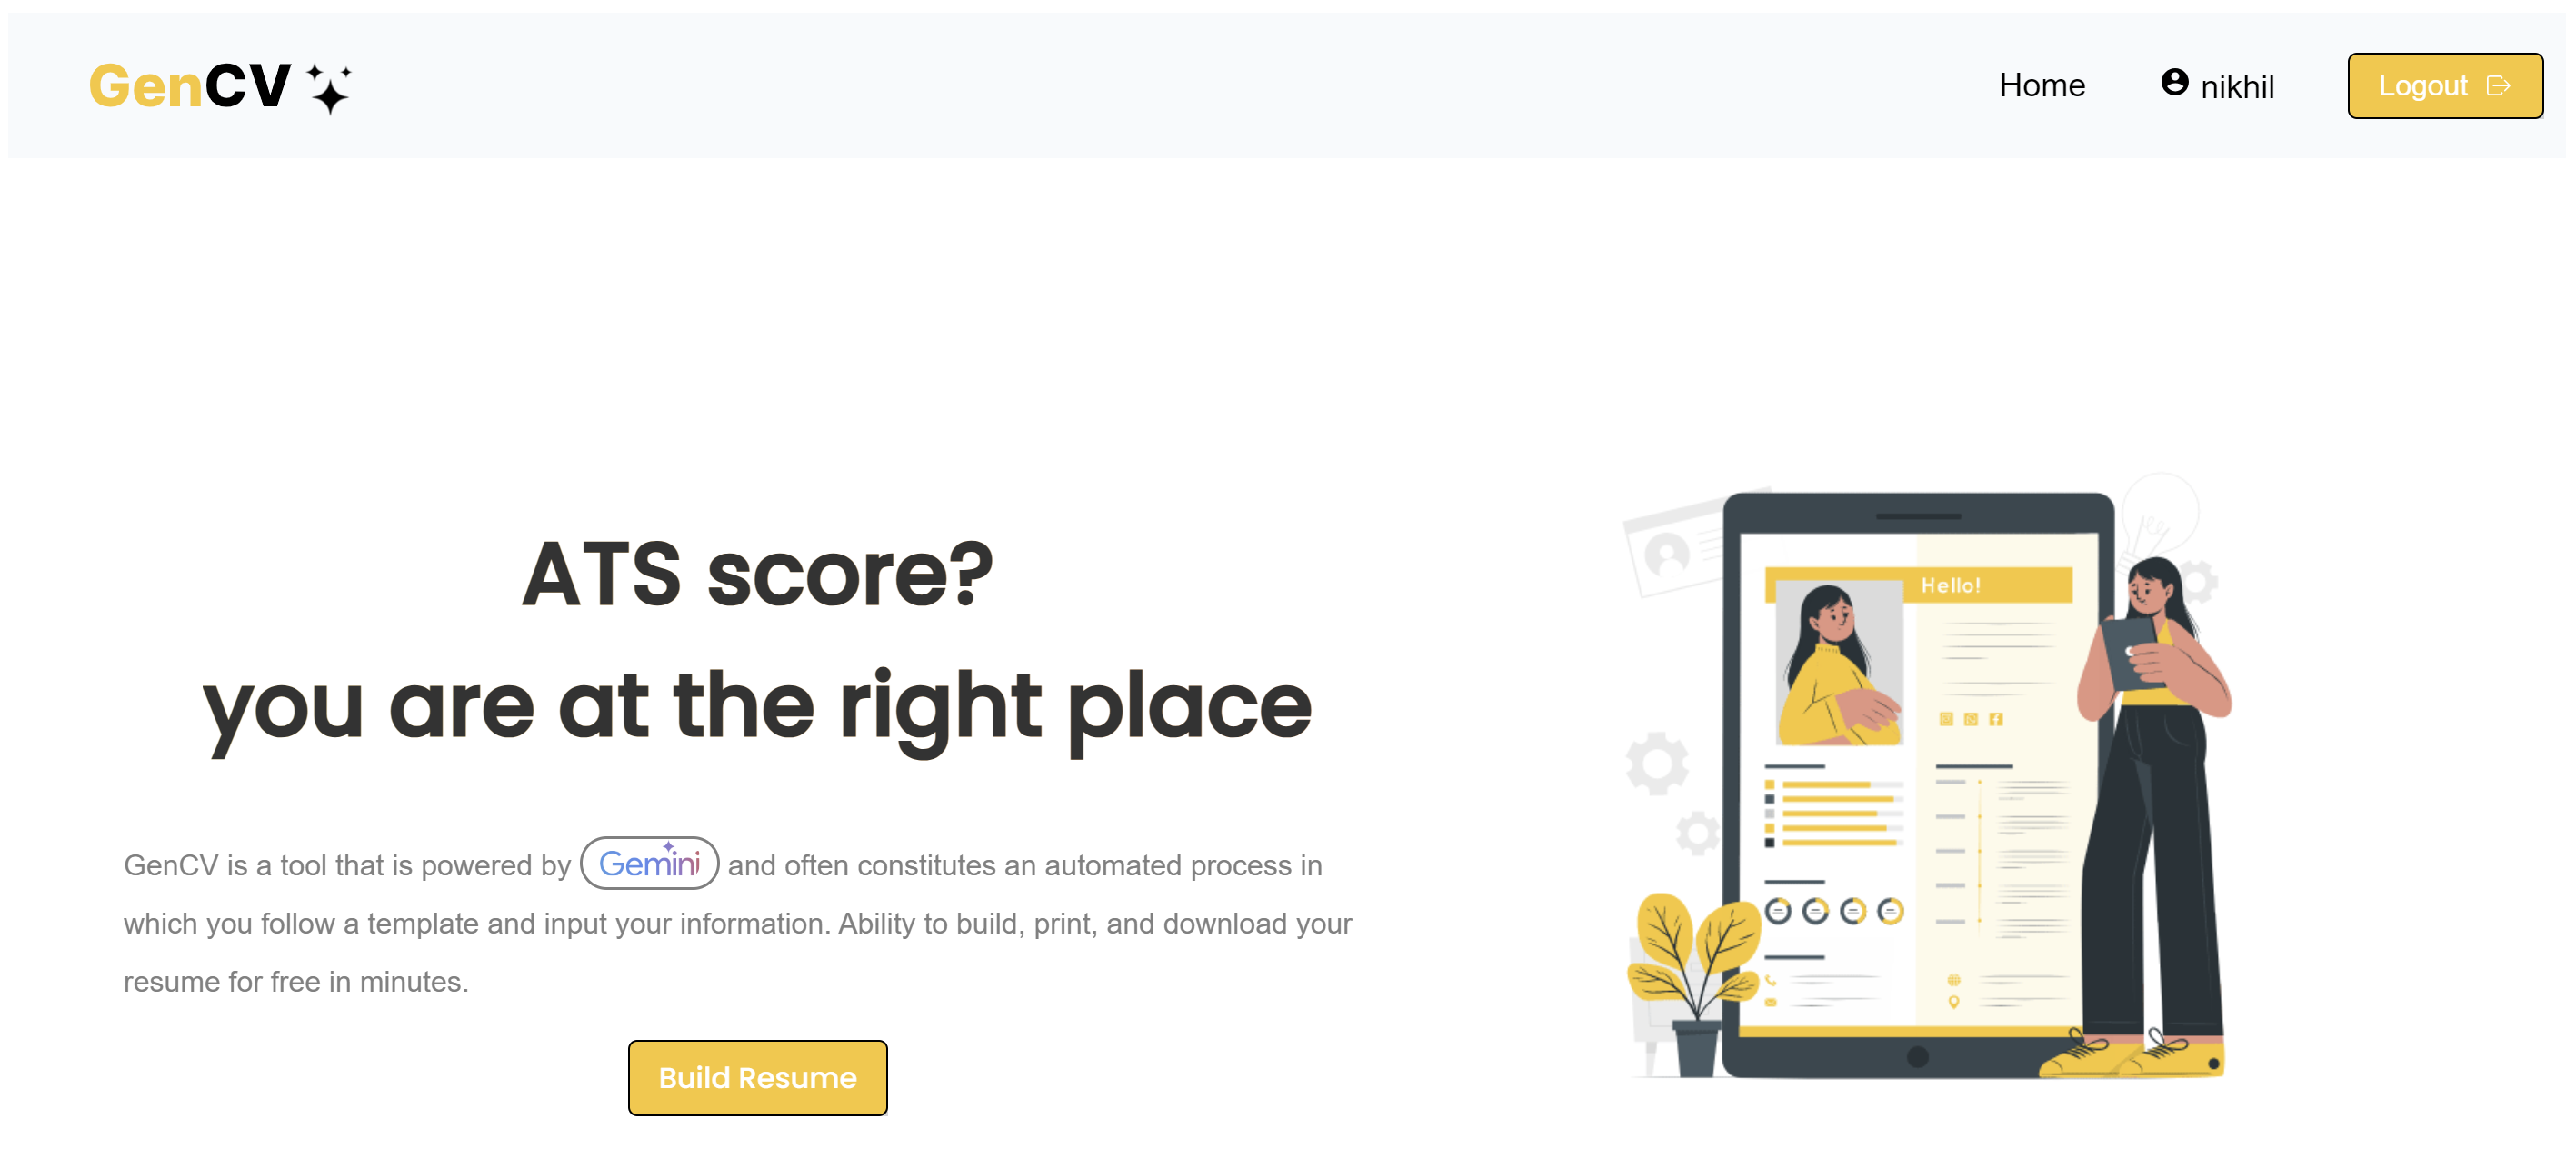 GenCV
Home
nikhil
Logout
ATS score?
you are at the right place
GenCV is a tool that is powered by Gemini and often constitutes an automated process in
which you follow a template and input your information. Ability to build, print, and download your
resume for free in minutes.
Build Resume
Hello!